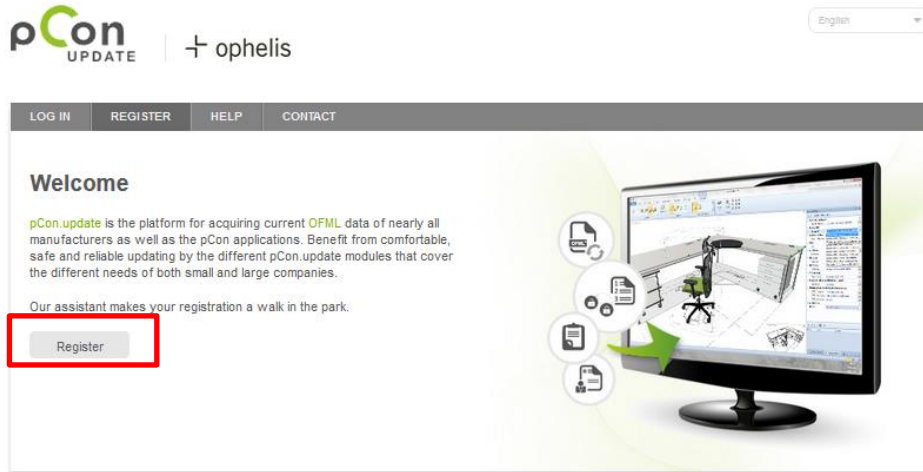 pCon
UPDATE
ophelis
English
LOG IN REGISTER HELP CONTACT
Welcome
pCon.update is the platform for acquiring current OFML data of nearly all
manufacturers as well as the pCon applications. Benefit from comfortable,
safe and reliable updating by the different pCon.update modules that cover
the different needs of both small and large companies.
Our assistant makes your registration a walk in the park.
Register
OFML